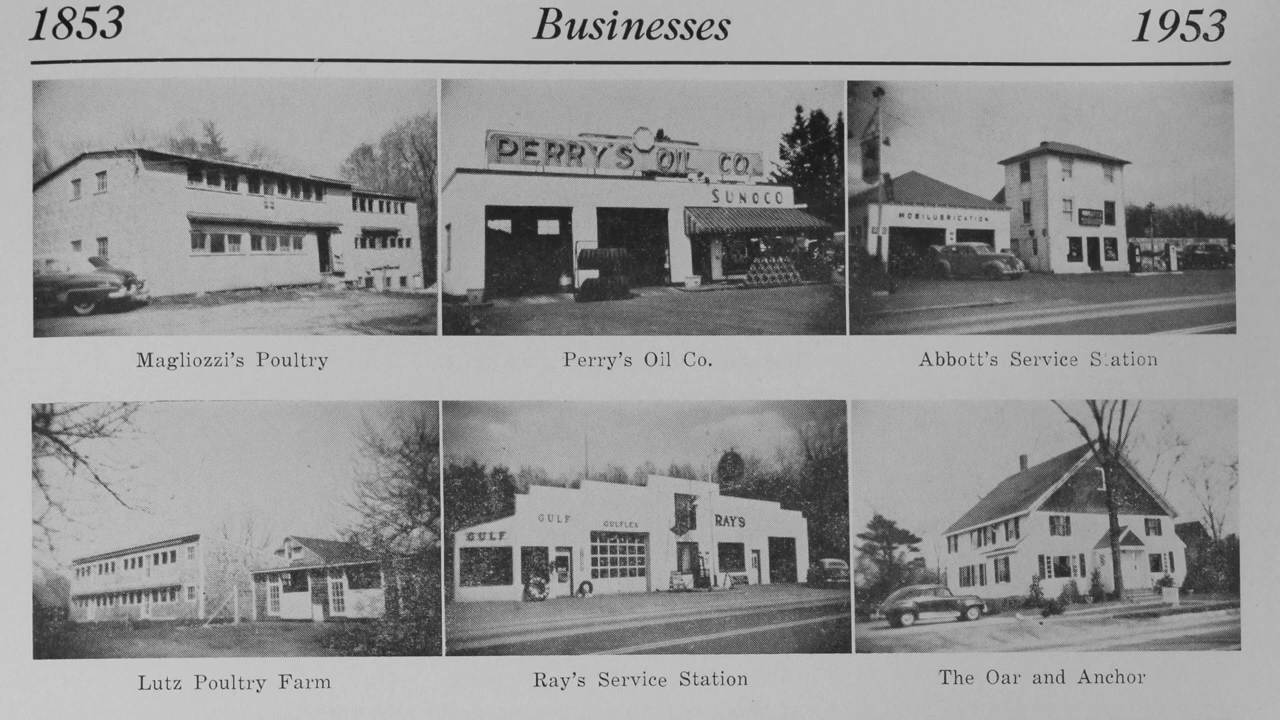 1853 Businesses 1953
PERRY'S OIL CO.
SUNOCO
MOBILUBRICATION
Magliozzi's Poultry
Perry's Oil Co.
Abbott's Service Station
GULF
GULFLEX
RAY'S
GULF
Lutz Poultry Farm
Ray's Service Station
The Oar and Anchor